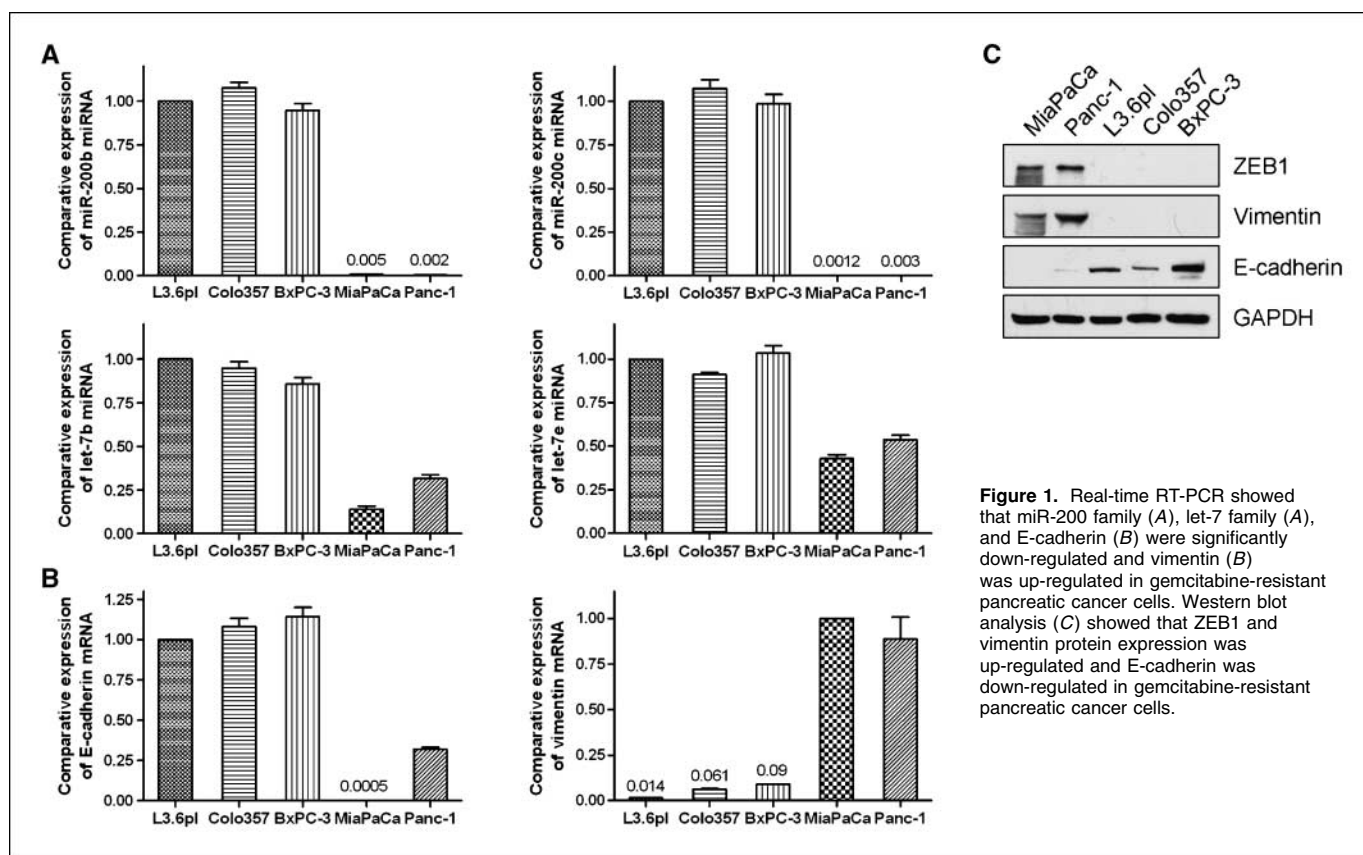 A
Comparative expression
of miR-200b miRNA
1.00
0.75
0.50
0.25
0.00
0.005
0.002
L3.6pl Colo357 BxPC-3 MiaPaCa Panc-1
Comparative expression
of miR-200c miRNA
1.00
0.75
0.50
0.25
0.00
0.0012
0.003
L3.6pl Colo357 BxPC-3 MiaPaCa Panc-1
Comparative expression
of let-7b miRNA
1.00
0.75
0.50
0.25
0.00
L3.6pl Colo357 BxPC-3 MiaPaCa Panc-1
Comparative expression
of let-7e miRNA
1.00
0.75
0.50
0.25
0.00
L3.6pl Colo357 BxPC-3 MiaPaCa Panc-1
B
Comparative expression
of E-cadherin mRNA
1.25
1.00
0.75
0.50
0.25
0.00
0.0005
L3.6pl Colo357 BxPC-3 MiaPaCa Panc-1
Comparative expression
of vimentin mRNA
1.00
0.75
0.50
0.25
0.00
0.014
0.061
0.09
L3.6pl Colo357 BxPC-3 MiaPaCa Panc-1
C
MiaPaCa
Panc-1
L3.6pl
Colo357
BxPC-3
ZEB1
Vimentin
E-cadherin
GAPDH
Figure 1. Real-time RT-PCR showed
that miR-200 family (A), let-7 family (A),
and E-cadherin (B) were significantly
down-regulated and vimentin (B)
was up-regulated in gemcitabine-resistant
pancreatic cancer cells. Western blot
analysis (C) showed that ZEB1 and
vimentin protein expression was
up-regulated and E-cadherin was
down-regulated in gemcitabine-resistant
pancreatic cancer cells.